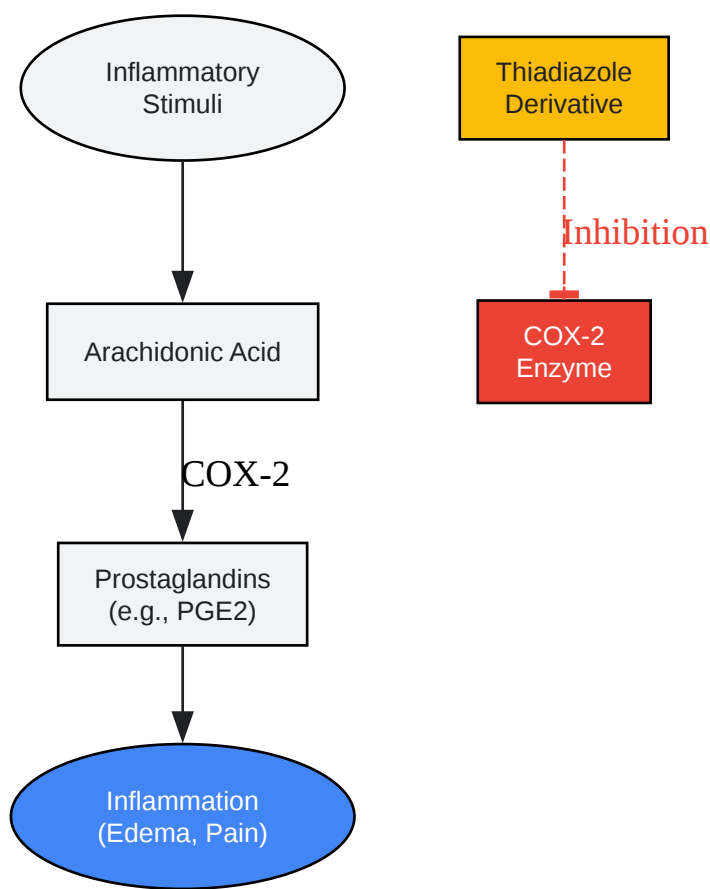 Inflammatory
Stimuli
Thiadiazole
Derivative
Inhibition
Arachidonic Acid
COX-2
Enzyme
COX-2
Prostaglandins
(e.g., PGE2)
Inflammation
(Edema, Pain)